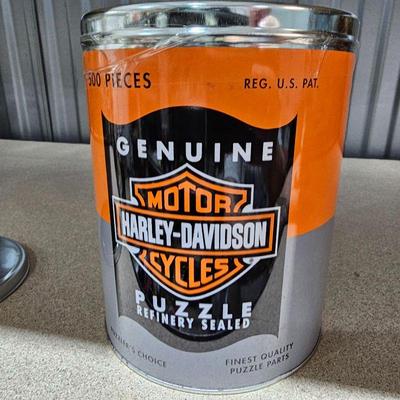 500 PIECES
REG. U.S. PAT.
GENUINE
MOTOR
HARLEY-DAVIDSON
CYCLES
PUZZLE
REFINERY SEALED
CHOICE
FINEST QUALITY
PUZZLE PARTS